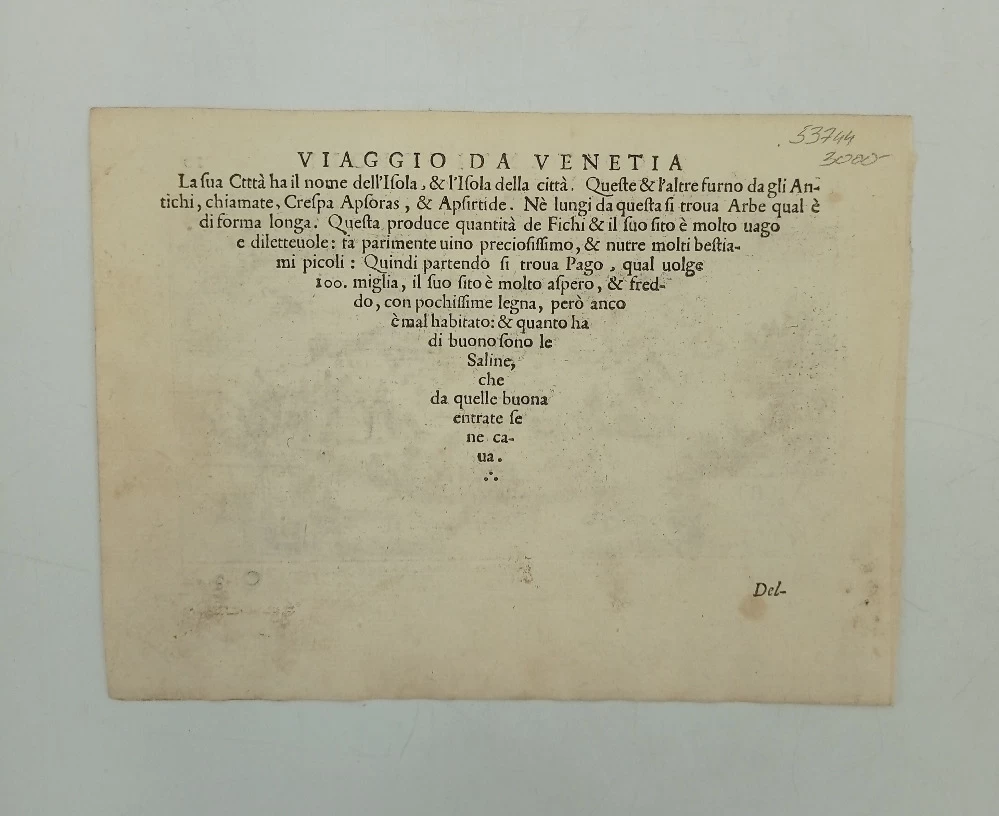 53744
3000-
VIAGGIO DA VENETIA
La ſua Ctttà ha il nome dell'Iſola, & l'Iſola della città. Queſte & l'altre furno da gli An-
tichi, chiamate, Creſpa Apſoras, & Apſirtide. Nè lungi da queſta ſi troua Arbe qual è
di forma longa. Queſta produce quantità de Fichi & il ſuo ſito è molto uago
e diletteuole: fa parimente uino precioſiſſimo, & nutre molti beſtia-
mi picoli: Quindi partendo ſi troua Pago, qual uolge
100. miglia, il ſuo ſito è molto aſpero, & fred-
do, con pochiſſime legna, però anco
è mal habitato: & quanto ha
di buono ſono le
Saline,
che
da quelle buona
entrate ſe
ne ca-
ua.
Del-